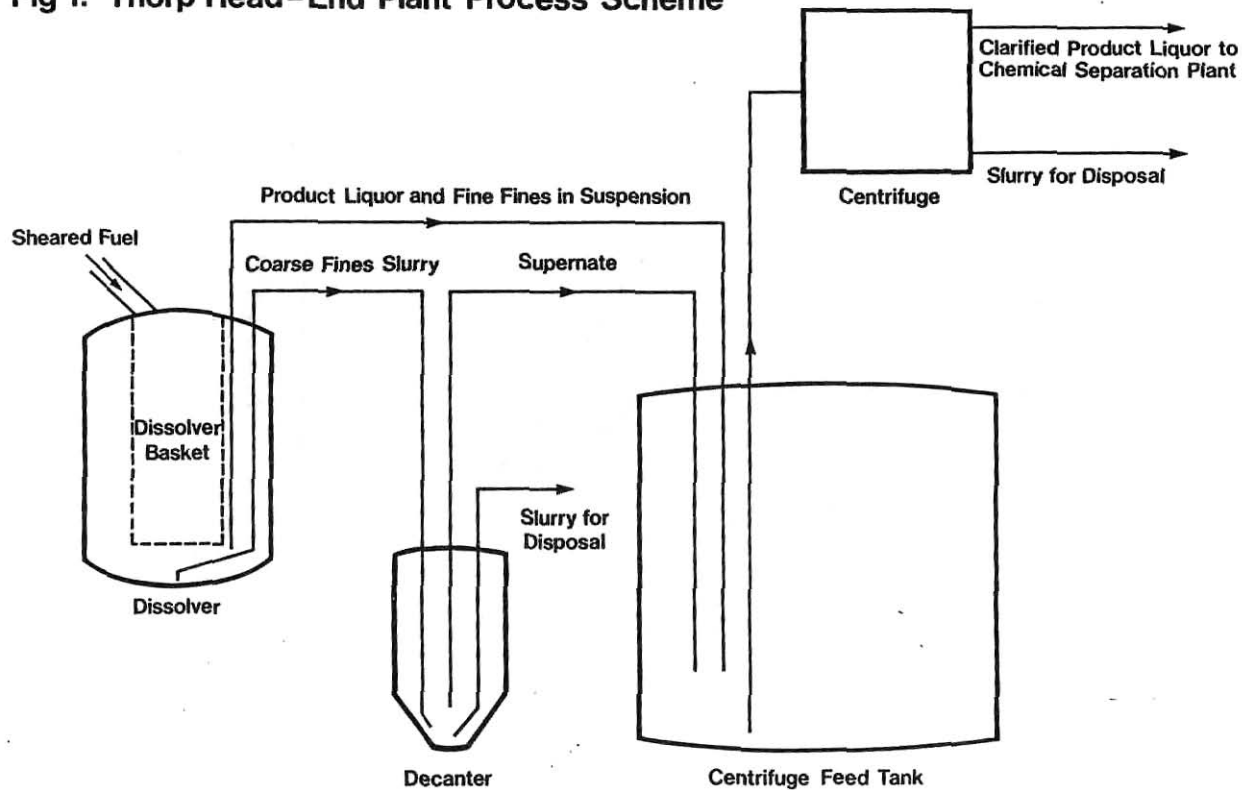 Fig 1. Thorp Head-End Plant Process Scheme
Clarified Product Liquor to
Chemical Separation Plant
Slurry for Disposal
Centrifuge
Product Liquor and Fine Fines in Suspension
Sheared Fuel
Coarse Fines Slurry
Supernate
Dissolver
Basket
Slurry for
Disposal
Dissolver
Decanter
Centrifuge Feed Tank